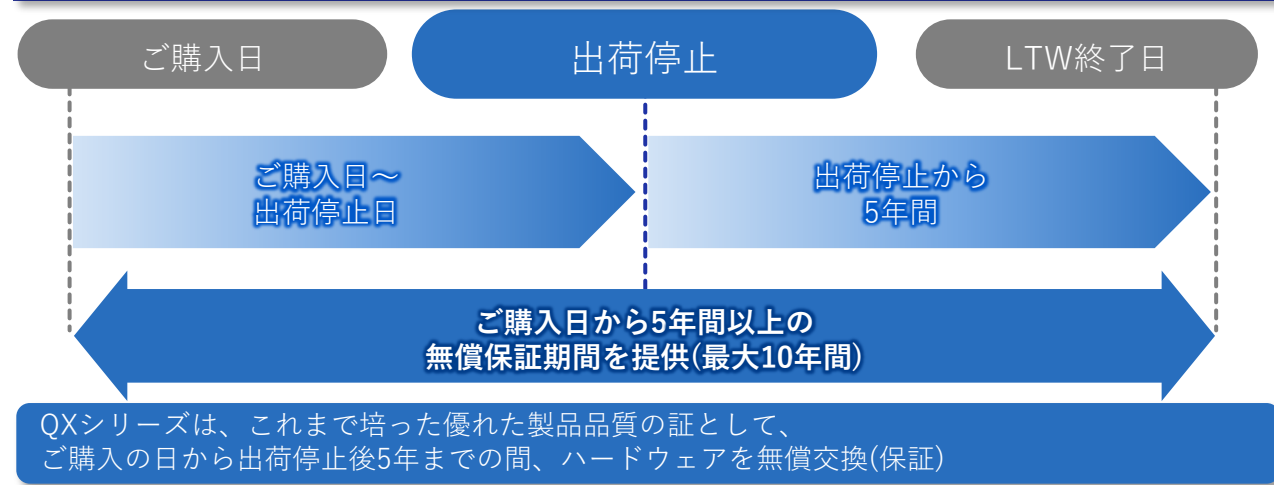 ご購入日
出荷停止
LTW終了日
ご購入日～
出荷停止日
出荷停止から
5年間
ご購入日から5年間以上の
無償保証期間を提供(最大10年間)
QXシリーズは、これまで培った優れた製品品質の証として、
ご購入の日から出荷停止後5年までの間、ハードウェアを無償交換(保証)